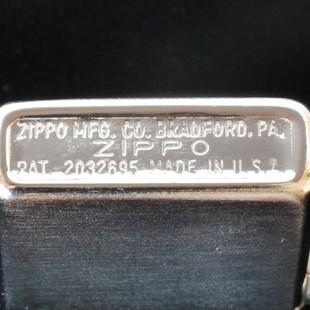 ZIPPO MFG. CO. BRADFORD, PA.
ZIPPO
PAT. 2032695 MADE IN U.S.A.